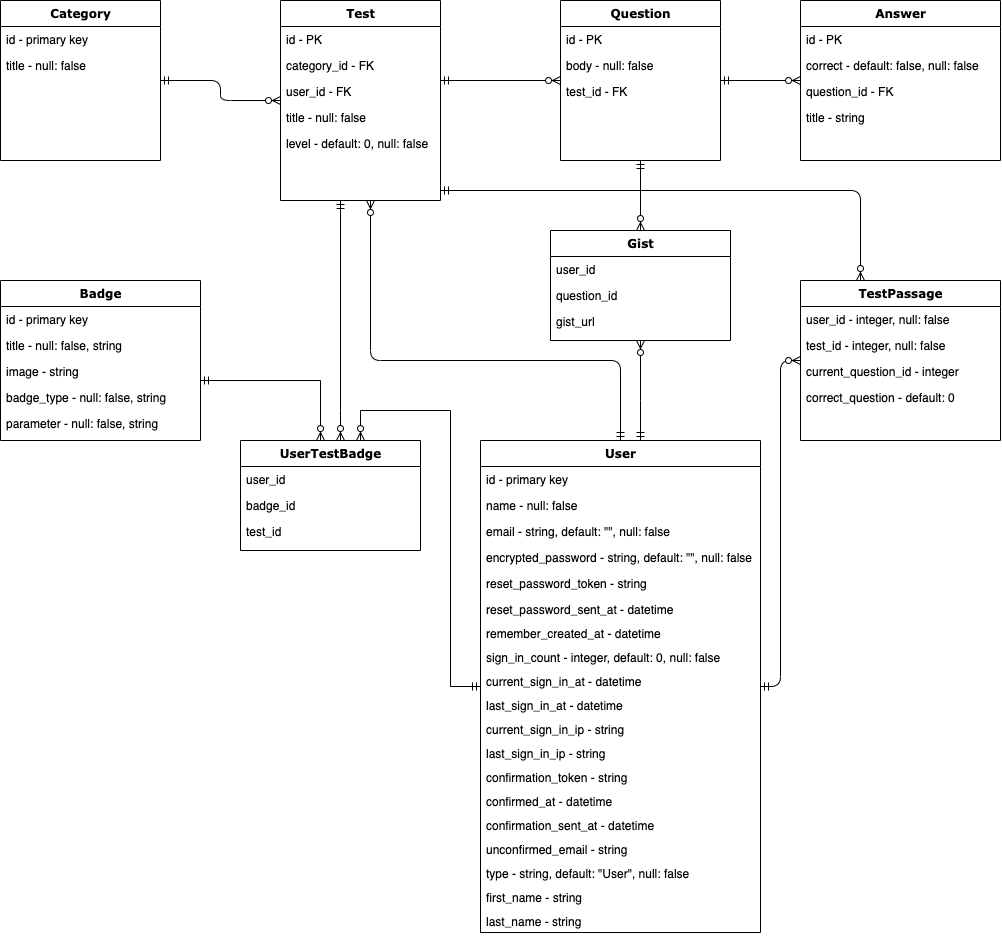 Category
id - primary key
title - null: false
Test
id - PK
category_id - FK
user_id - FK
title - null: false
level - default: 0, null: false
Question
id - PK
body - null: false
test_id - FK
Answer
id - PK
correct - default: false, null: false
question_id - FK
title - string
Gist
user_id
question_id
gist_url
Badge
id - primary key
title - null: false, string
image - string
badge_type - null: false, string
parameter - null: false, string
TestPassage
user_id - integer, null: false
test_id - integer, null: false
current_question_id - integer
correct_question - default: 0
UserTestBadge
user_id
badge_id
test_id
User
id - primary key
name - null: false
email - string, default: "", null: false
encrypted_password - string, default: "", null: false
reset_password_token - string
reset_password_sent_at - datetime
remember_created_at - datetime
sign_in_count - integer, default: 0, null: false
current_sign_in_at - datetime
last_sign_in_at - datetime
current_sign_in_ip - string
last_sign_in_ip - string
confirmation_token - string
confirmed_at - datetime
confirmation_sent_at - datetime
unconfirmed_email - string
type - string, default: "User", null: false
first_name - string
last_name - string